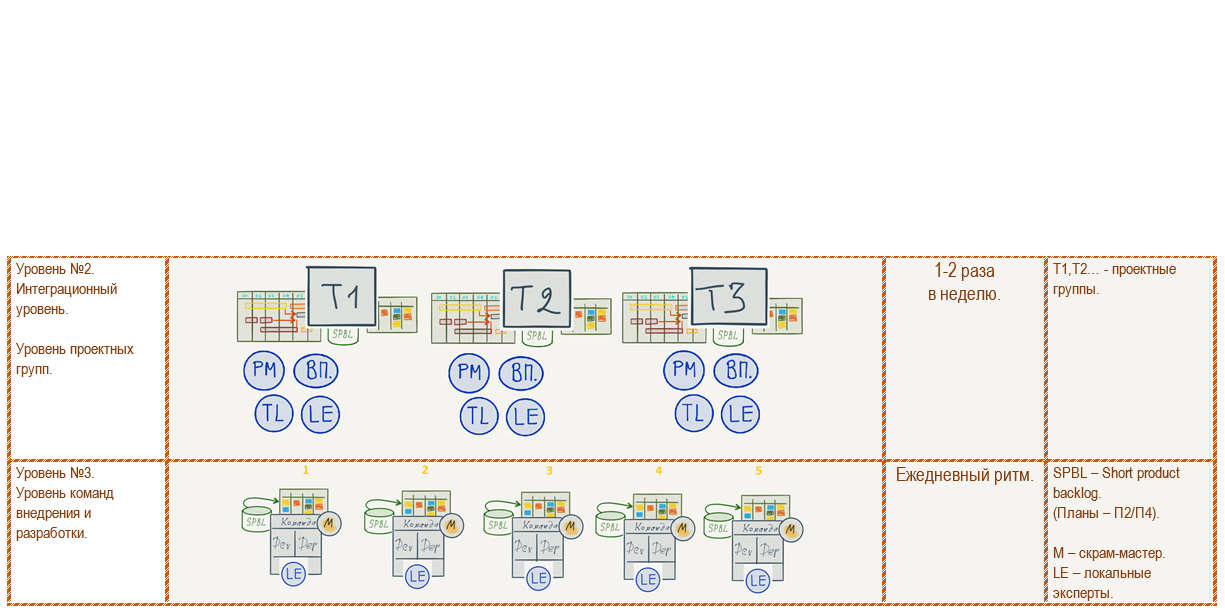 Уровень №2.
Интеграционный
уровень.
Уровень проектных
групп.
T1
T2
T3
SPBL
SPBL
SPBL
PM
ВП.
PM
ВП.
PM
ВП.
TL
LE
TL
LE
TL
LE
1-2 раза
в неделю.
T1,T2... - проектные
группы.
Уровень №3.
Уровень команд
внедрения и
разработки.
1
2
3
4
5
SPBL
Команда
M
Dev
Dep
LE
SPBL
Команда
M
Dev
Dep
LE
SPBL
Команда
M
Dev
Dep
LE
SPBL
Команда
M
Dev
Dep
LE
SPBL
Команда
M
Dev
Dep
LE
Ежедневный ритм.
SPBL – Short product
backlog.
(Планы – П2/П4).
М – скрам-мастер.
LE – локальные
эксперты.